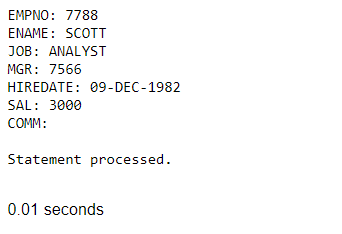 EMPNO: 7788
ENAME: SCOTT
JOB: ANALYST
MGR: 7566
HIREDATE: 09-DEC-1982
SAL: 3000
COMM:
Statement processed.
0.01 seconds